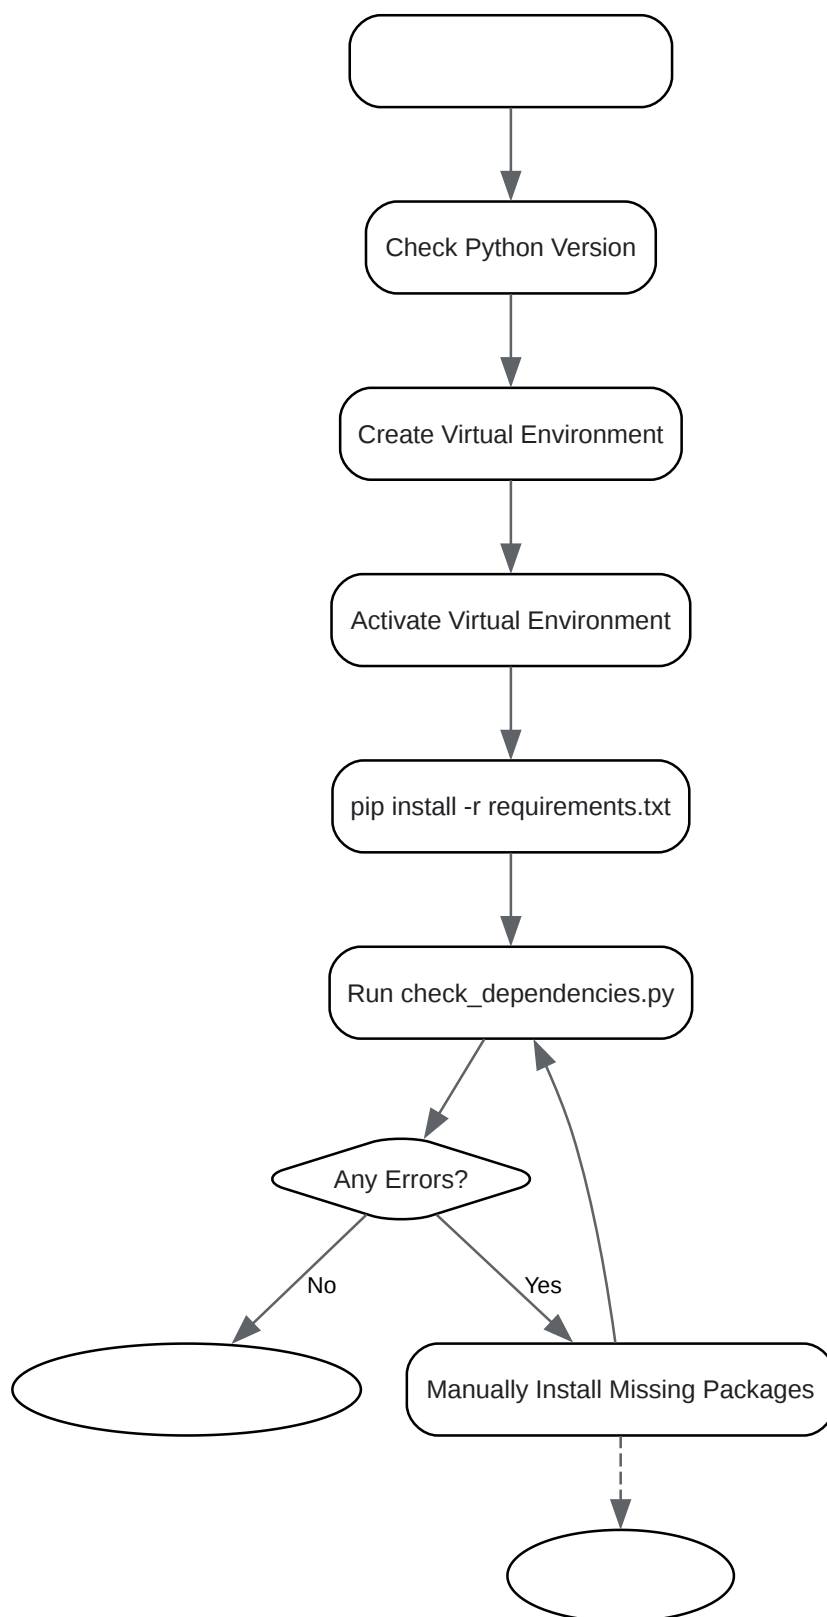 Check Python Version
Create Virtual Environment
Activate Virtual Environment
pip install -r requirements.txt
Run check_dependencies.py
Any Errors?
No
Yes
Manually Install Missing Packages